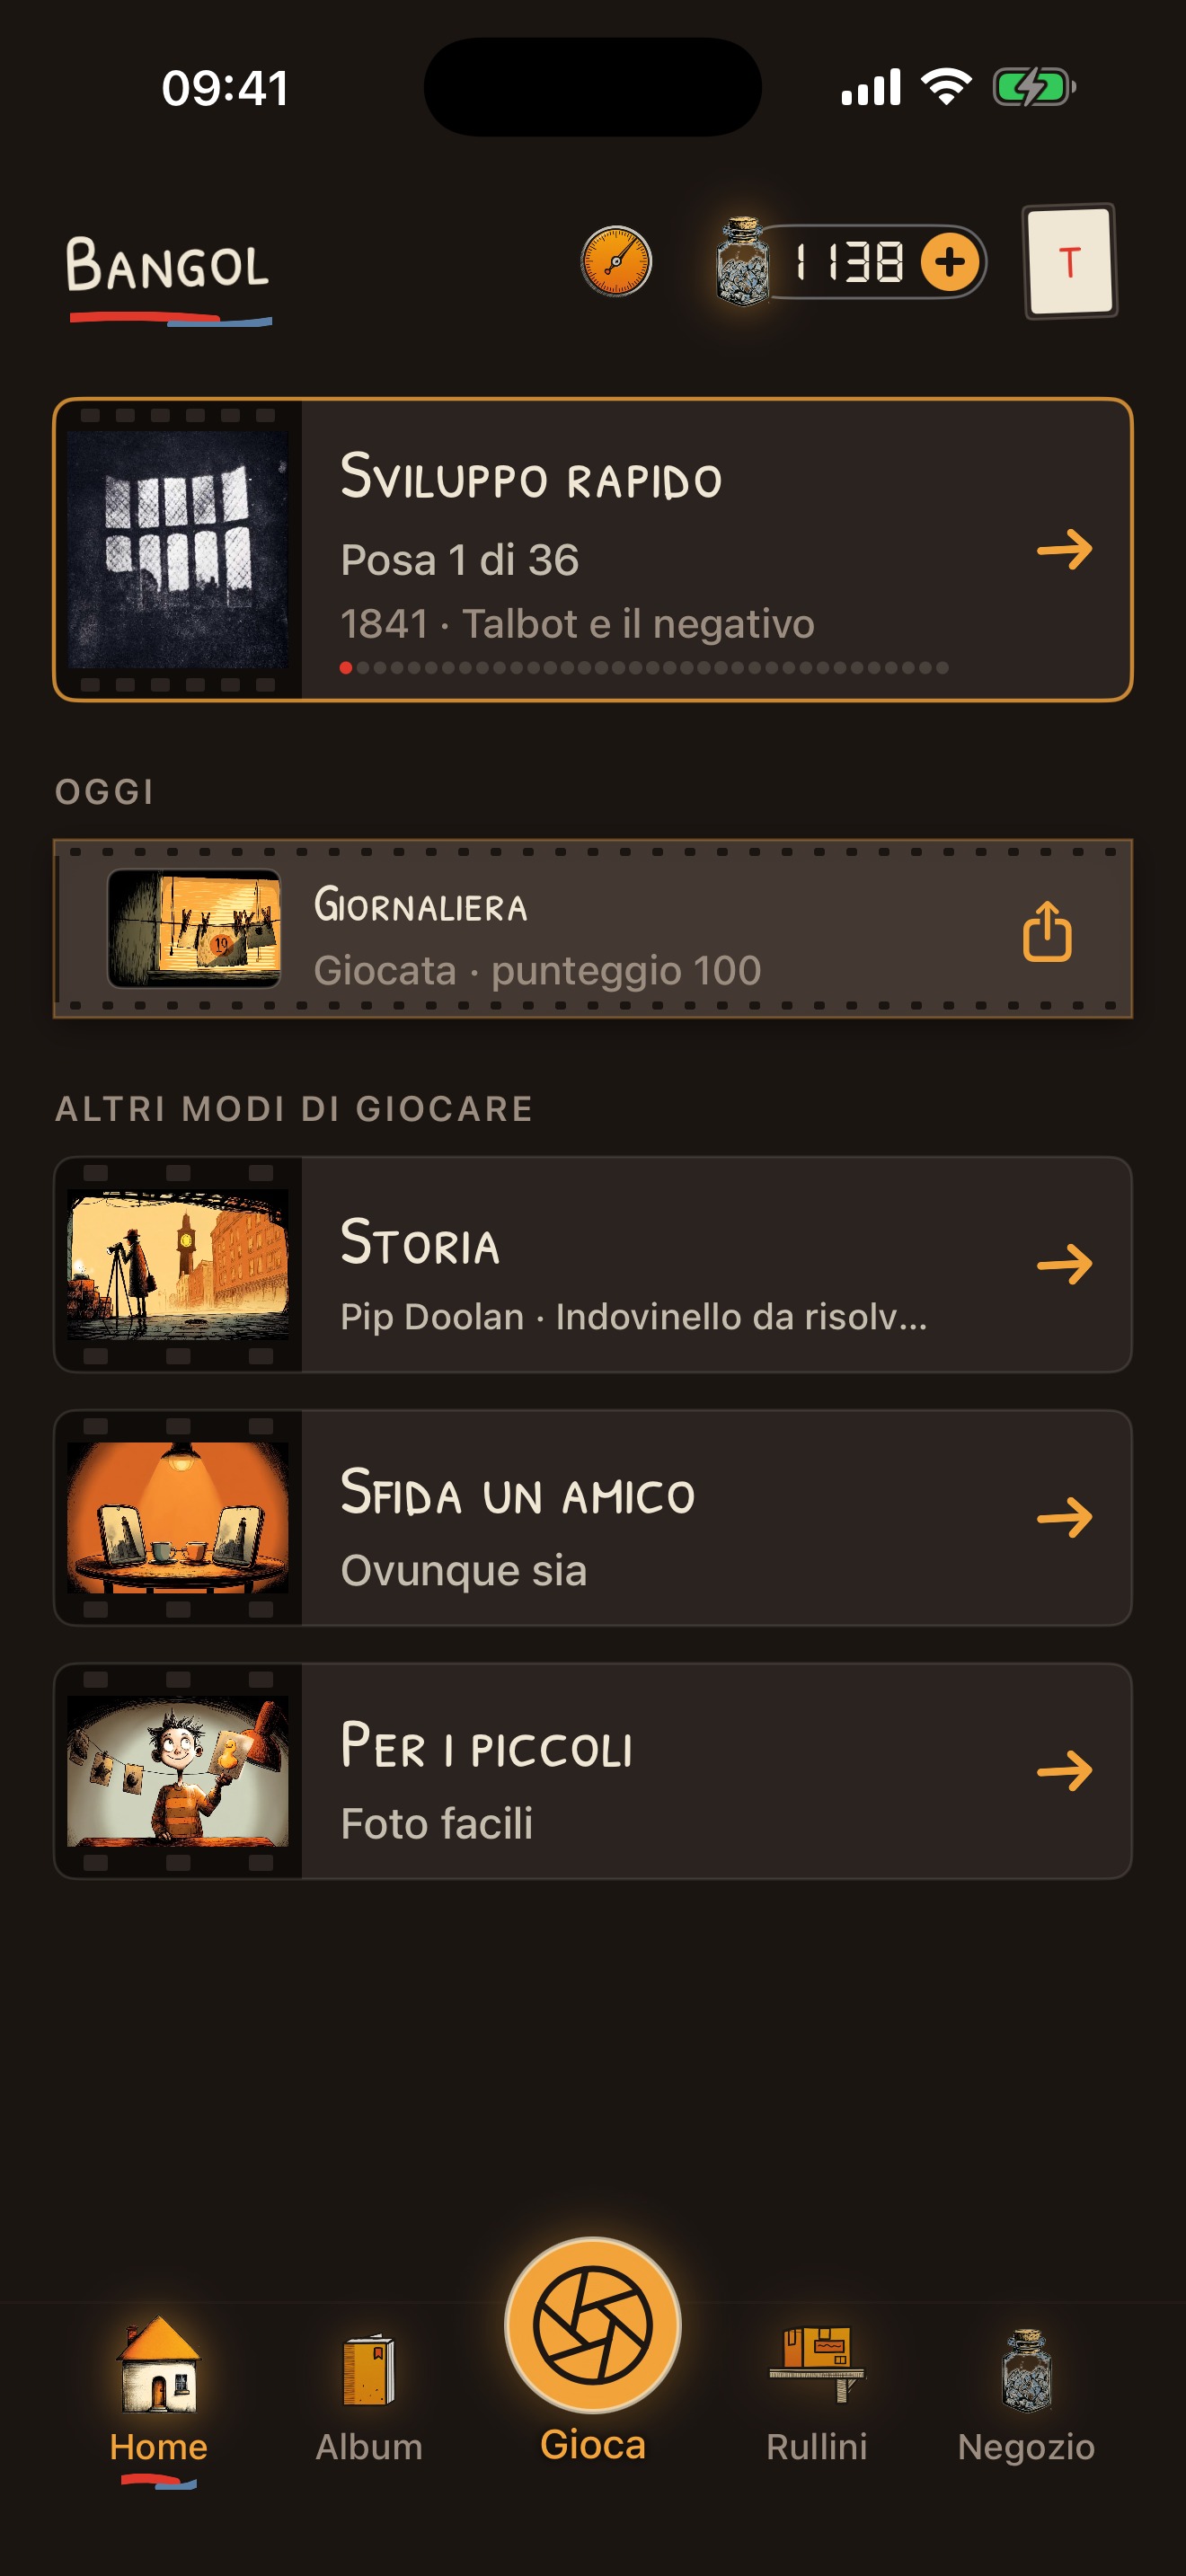 09:41
BANGOL
1138
T
SVILUPPO RAPIDO
Posa 1 di 36
1841 · Talbot e il negativo
OGGI
GIORNALIERA
Giocata · punteggio 100
19
ALTRI MODI DI GIOCARE
STORIA
Pip Doolan · Indovinello da risolv...
SFIDA UN AMICO
Ovunque sia
PER I PICCOLI
Foto facili
Home
Album
Gioca
Rullini
Negozio